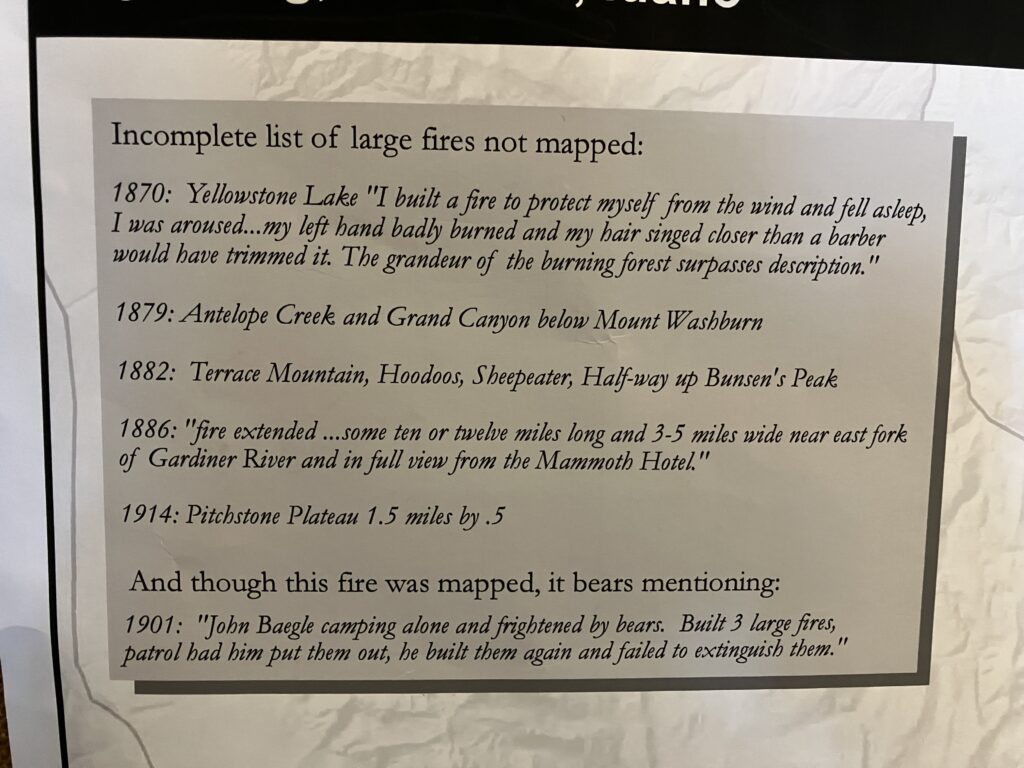 Incomplete list of large fires not mapped:
1870: Yellowstone Lake "I built a fire to protect myself from the wind and fell asleep,
I was aroused...my left hand badly burned and my hair singed closer than a barber
would have trimmed it. The grandeur of the burning forest surpasses description."
1879: Antelope Creek and Grand Canyon below Mount Washburn
1882: Terrace Mountain, Hoodoos, Sheepeater, Half-way up Bunsen's Peak
1886: "fire extended ...some ten or twelve miles long and 3-5 miles wide near east fork
of Gardiner River and in full view from the Mammoth Hotel."
1914: Pitchstone Plateau 1.5 miles by .5
And though this fire was mapped, it bears mentioning:
1901: "John Baegle camping alone and frightened by bears. Built 3 large fires,
patrol had him put them out, he built them again and failed to extinguish them."